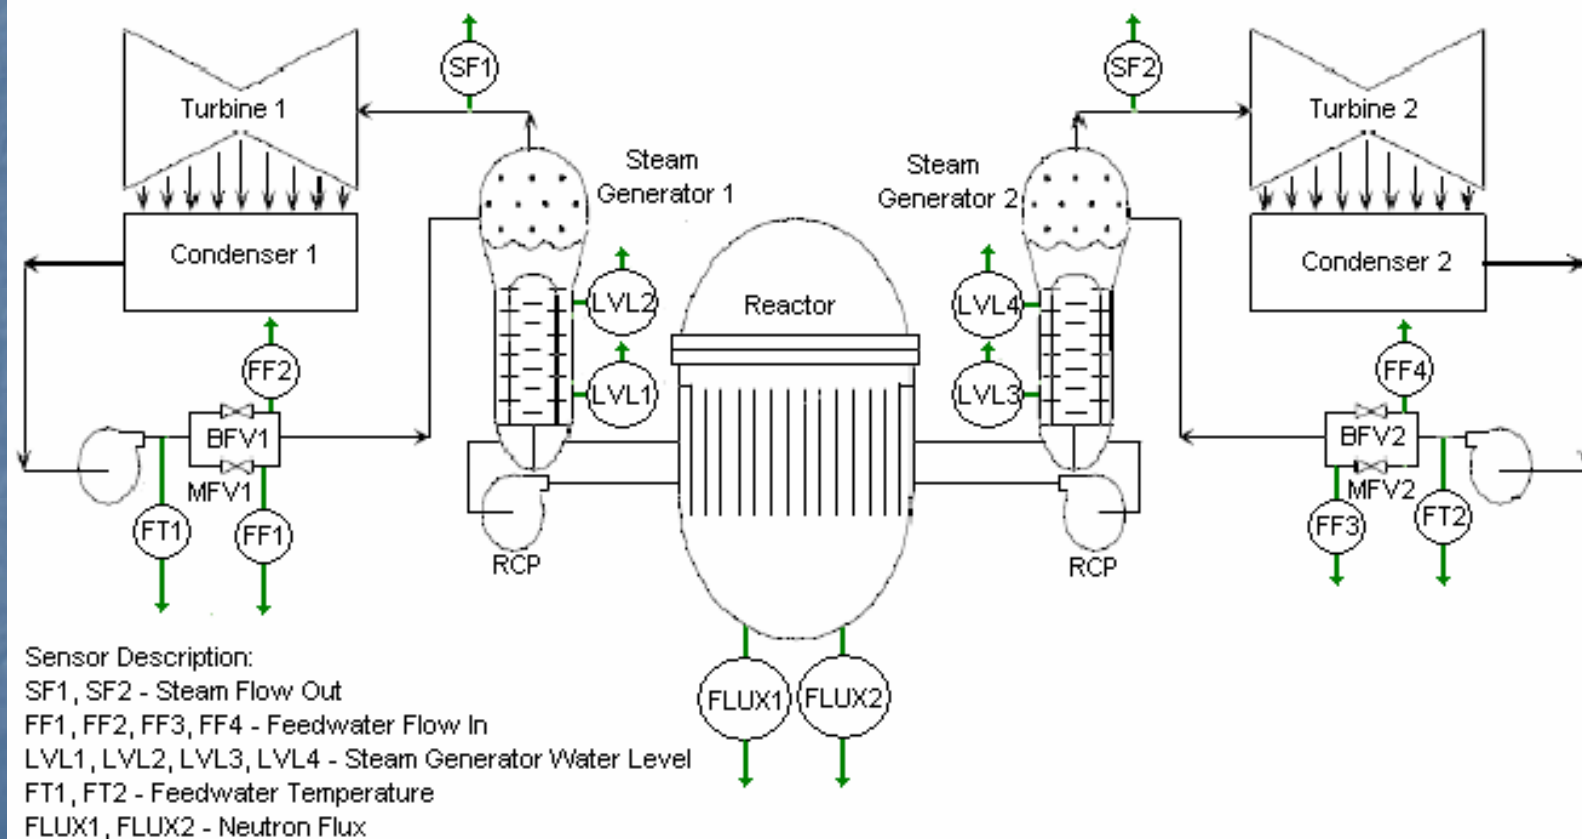 SF1
SF2
Turbine 1
Turbine 2
Steam
Generator 1
Steam
Generator 2
Condenser 1
Condenser 2
LVL2
LVL4
Reactor
FF2
FF4
LVL1
LVL3
BFV1
BFV2
MFV1
MFV2
FT1
FF1
FF3
FT2
RCP
RCP
Sensor Description:
SF1, SF2 - Steam Flow Out
FF1, FF2, FF3, FF4 - Feedwater Flow In
LVL1, LVL2, LVL3, LVL4 - Steam Generator Water Level
FT1, FT2 - Feedwater Temperature
FLUX1, FLUX2 - Neutron Flux
FLUX1
FLUX2